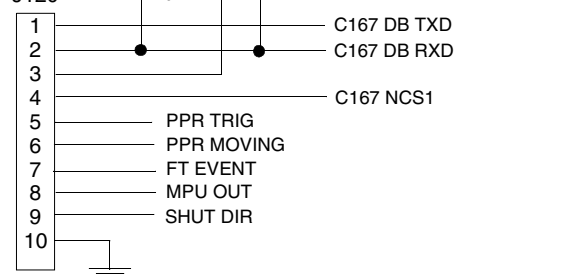 1 C167 DB TXD
2 C167 DB RXD
3
4 C167 NCS1
5 PPR TRIG
6 PPR MOVING
7 FT EVENT
8 MPU OUT
9 SHUT DIR
10